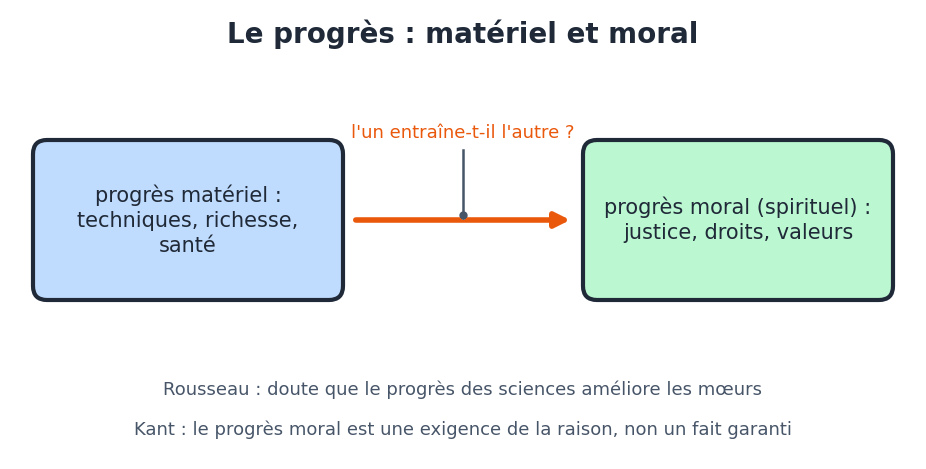 Le progrès : matériel et moral
l'un entraîne-t-il l'autre ?
progrès matériel :
techniques, richesse,
santé
progrès moral (spirituel) :
justice, droits, valeurs
Rousseau : doute que le progrès des sciences améliore les mœurs
Kant : le progrès moral est une exigence de la raison, non un fait garanti